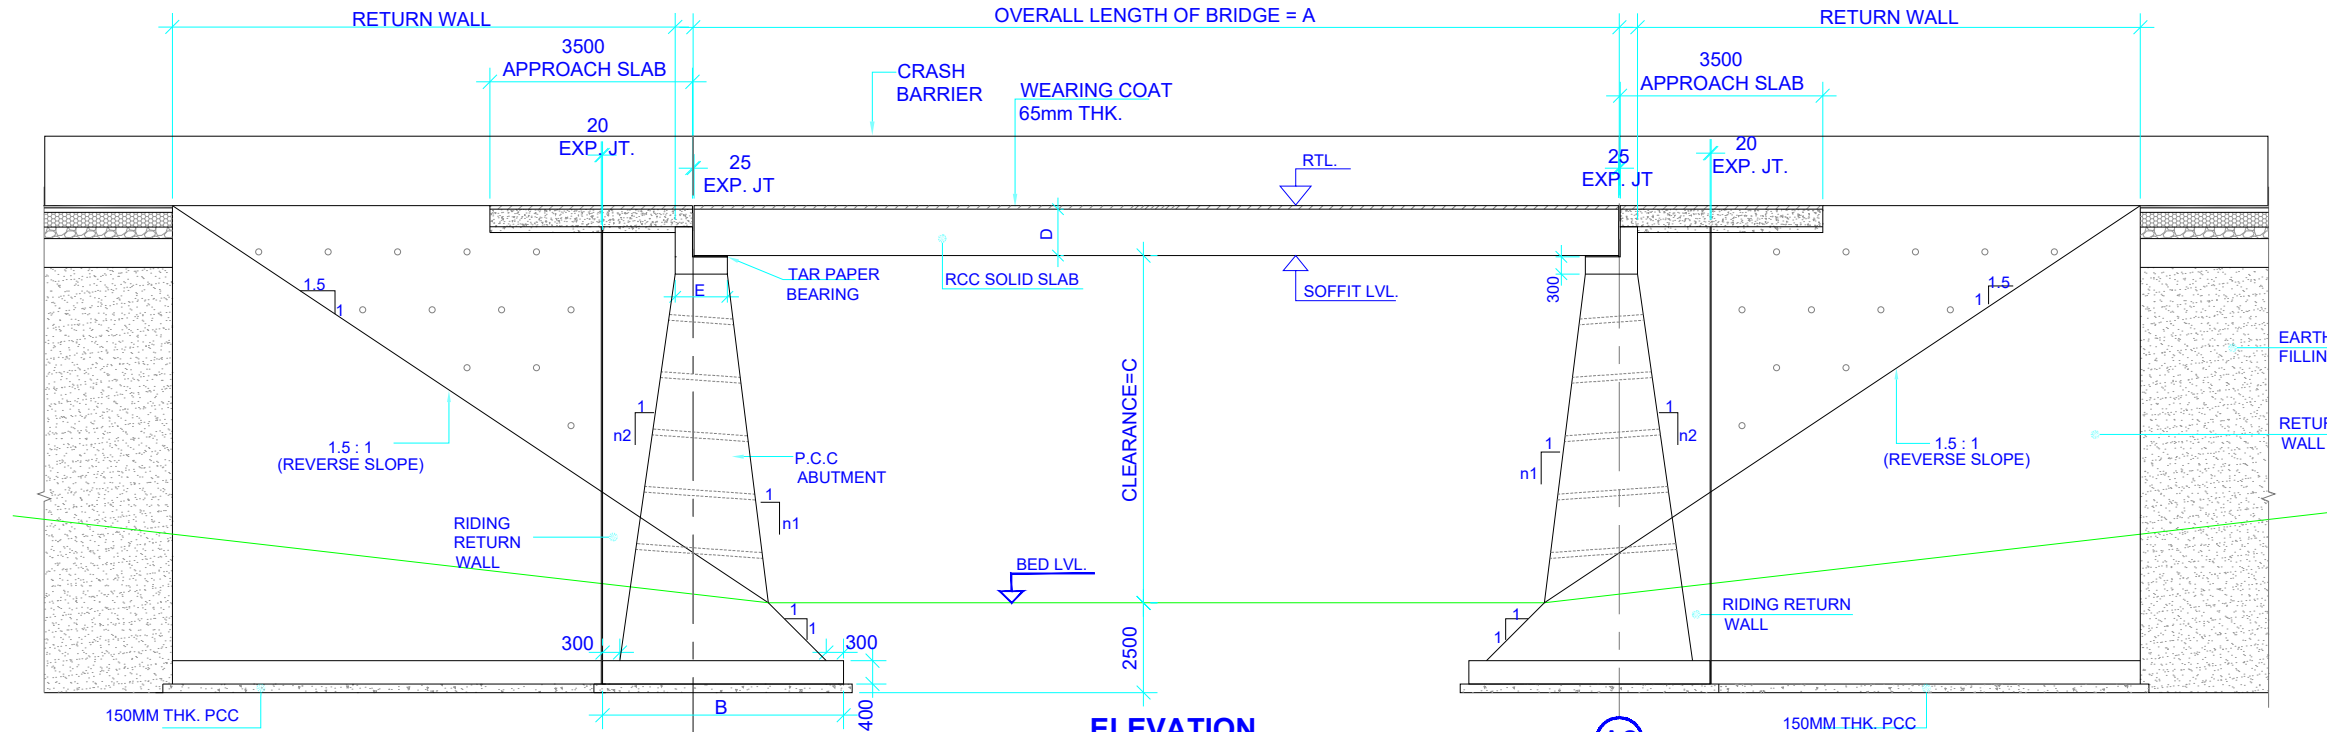 RETURN WALL
OVERALL LENGTH OF BRIDGE = A
RETURN WALL
3500
APPROACH SLAB
CRASH
BARRIER
WEARING COAT
65mm THK.
3500
APPROACH SLAB
20
EXP. JT.
25
EXP. JT
RTL.
25
EXP. JT
20
EXP. JT.
D
TAR PAPER
BEARING
RCC SOLID SLAB
SOFFIT LVL.
300
E
1.5
1
1.5
1
EARTH
FILLIN
CLEARANCE=C
1
n2
1.5 : 1
(REVERSE SLOPE)
P.C.C
ABUTMENT
1
n1
1
n1
1
n2
1.5 : 1
(REVERSE SLOPE)
RETUR
WALL
RIDING
RETURN
WALL
BED LVL.
1
1
300
300
2500
1
1
RIDING RETURN
WALL
150MM THK. PCC
B
400
ELEVATION
150MM THK. PCC